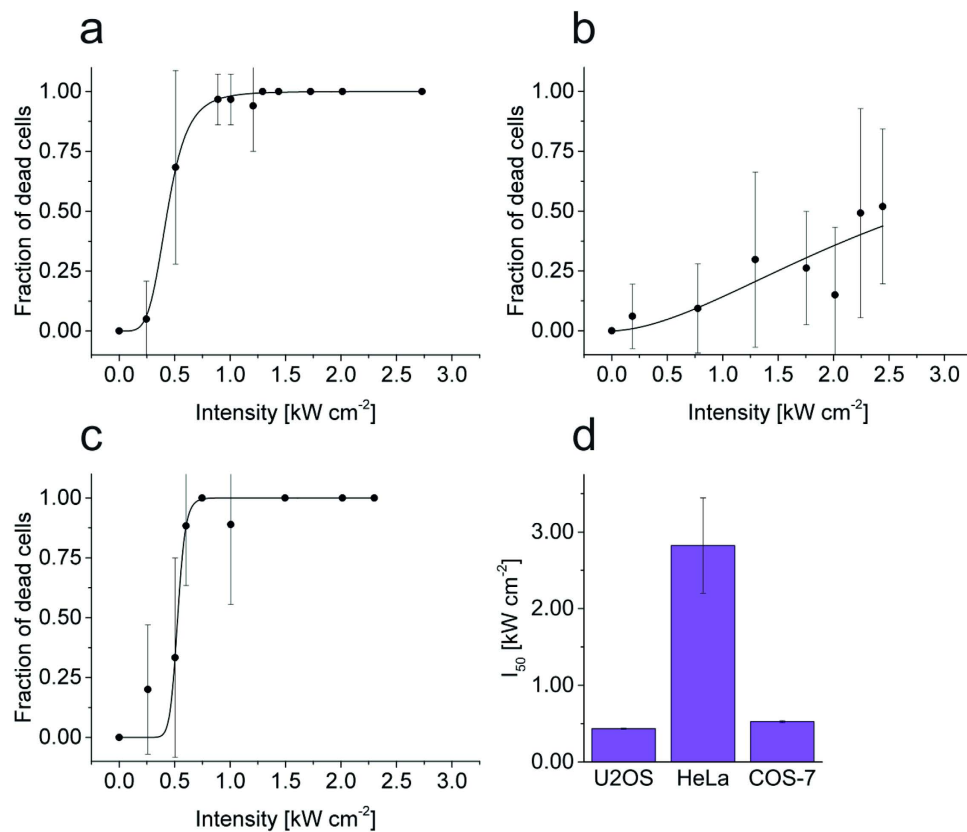 a
Fraction of dead cells
1.00
0.75
0.50
0.25
0.00
0.0 0.5 1.0 1.5 2.0 2.5 3.0
Intensity [kW cm⁻²]
b
Fraction of dead cells
1.00
0.75
0.50
0.25
0.00
0.0 0.5 1.0 1.5 2.0 2.5 3.0
Intensity [kW cm⁻²]
c
Fraction of dead cells
1.00
0.75
0.50
0.25
0.00
0.0 0.5 1.0 1.5 2.0 2.5 3.0
Intensity [kW cm⁻²]
d
I₅₀ [kW cm⁻²]
3.00
2.00
1.00
0.00
U2OS HeLa COS-7